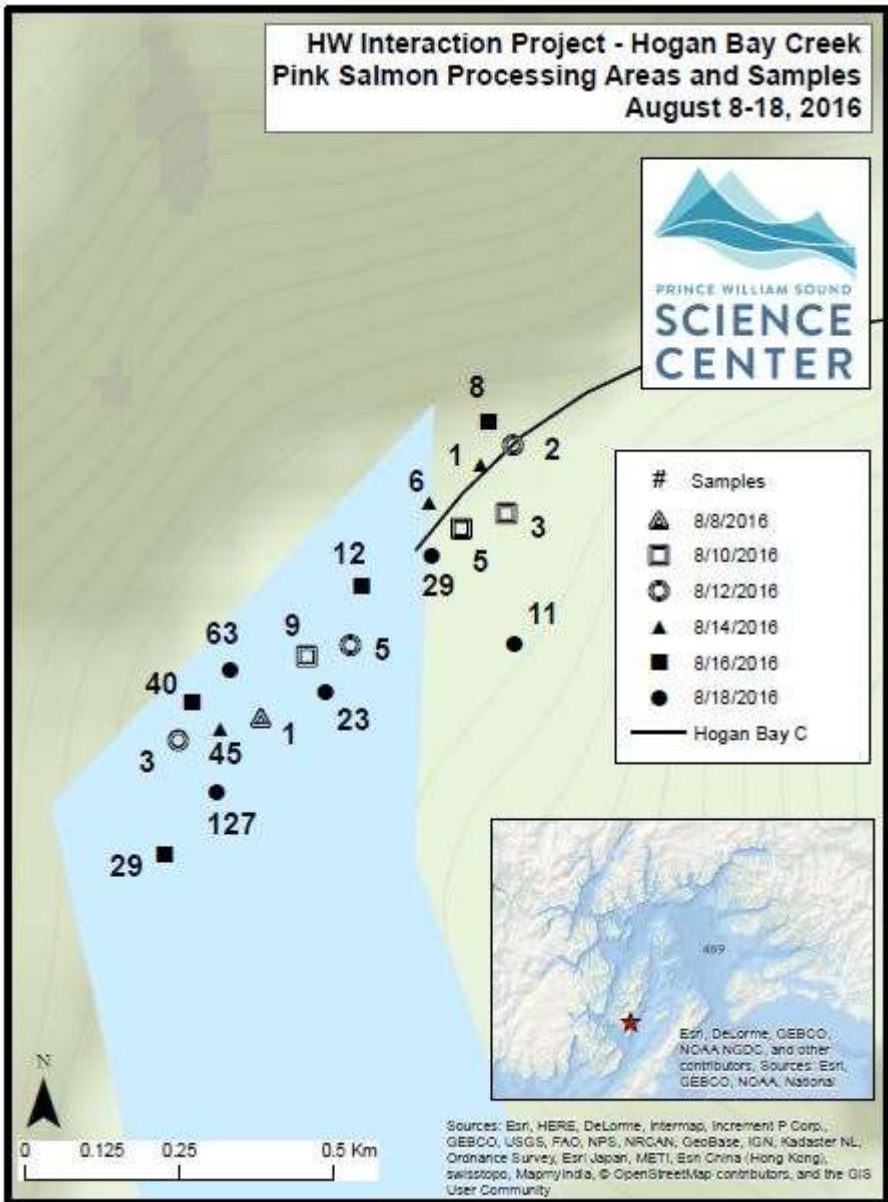 HW Interaction Project - Hogan Bay Creek
Pink Salmon Processing Areas and Samples
August 8-18, 2016
PRINCE WILLIAM SOUND
SCIENCE
CENTER
8
1
2
6
3
5
12
29
11
9
5
63
40
23
1
45
3
127
29
# Samples
8/8/2016
8/10/2016
8/12/2016
8/14/2016
8/16/2016
8/18/2016
Hogan Bay C
469
Esri, DeLorme, GEBCO,
NOAA NGDC, and other
contributors, Sources: Esri,
GEBCO, NOAA, National
N
0 0.125 0.25 0.5 Km
Sources: Esri, HERE, DeLorme, Intermap, increment P Corp.,
GEBCO, USGS, FAO, NPS, NRCAN, GeoBase, IGN, Kadaster NL,
Ordnance Survey, Esri Japan, METI, Esri China (Hong Kong),
swisstopo, MapmyIndia, © OpenStreetMap contributors, and the GIS
User Community